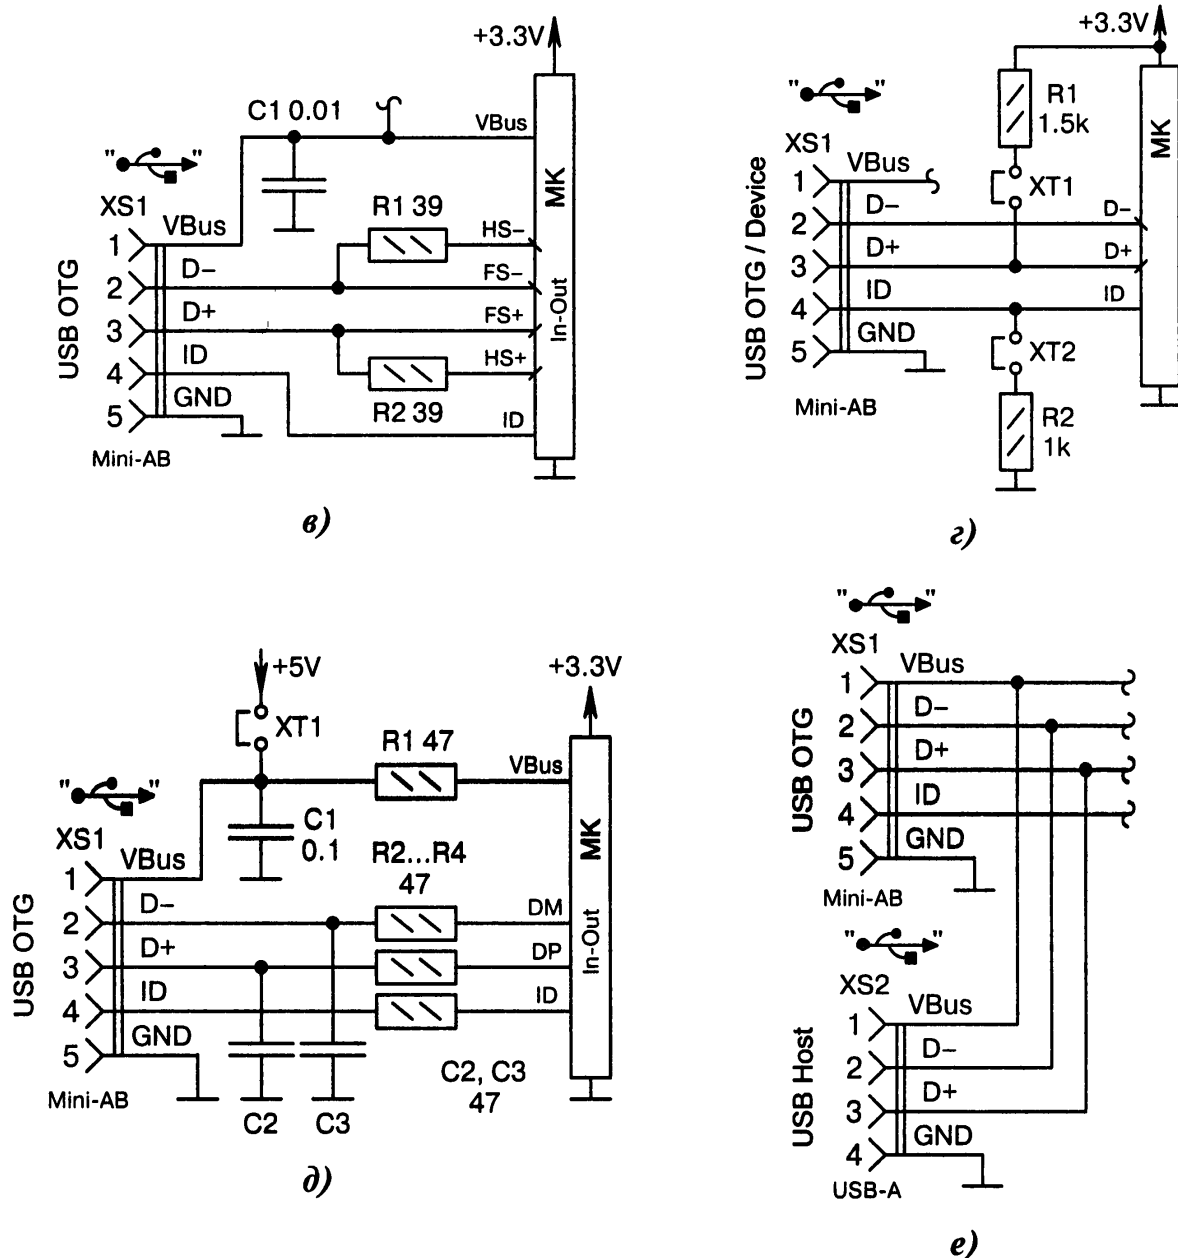 +3.3V
C1 0.01
VBus
" "
XS1
VBus
R1 39
HS−
1
D−
FS−
2
D+
FS+
3
ID
HS+
4
GND
R2 39
ID
5
USB OTG
MK
In-Out
Mini-AB
в)
+3.3V
" "
R1
1.5k
MK
XS1
VBus
XT1
1
D−
D−
2
D+
D+
3
ID
ID
4
GND
XT2
5
USB OTG / Device
Mini-AB
R2
1k
г)
+5V
+3.3V
XT1
R1 47
VBus
" "
C1
0.1
MK
XS1
VBus
R2...R4
47
1
D−
DM
2
D+
DP
3
ID
ID
4
GND
5
USB OTG
In-Out
Mini-AB
C2, C3
47
C2
C3
д)
" "
XS1
VBus
1
D−
2
D+
3
ID
4
GND
5
USB OTG
Mini-AB
" "
XS2
VBus
1
D−
2
D+
3
GND
4
USB Host
USB-A
е)